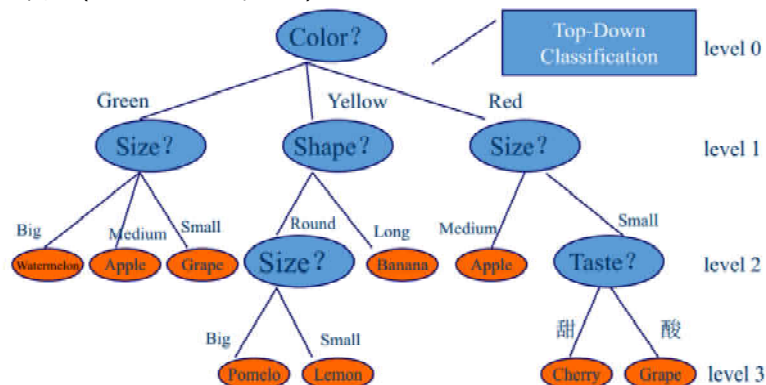 Color?
Top-Down
Classification
level 0
Green
Yellow
Red
Size?
Shape?
Size?
level 1
Big
Medium
Small
Round
Long
Medium
Small
Watermelon
Apple
Grape
Size?
Banana
Apple
Taste?
level 2
Big
Small
甜
酸
Pomelo
Lemon
Cherry
Grape
level 3